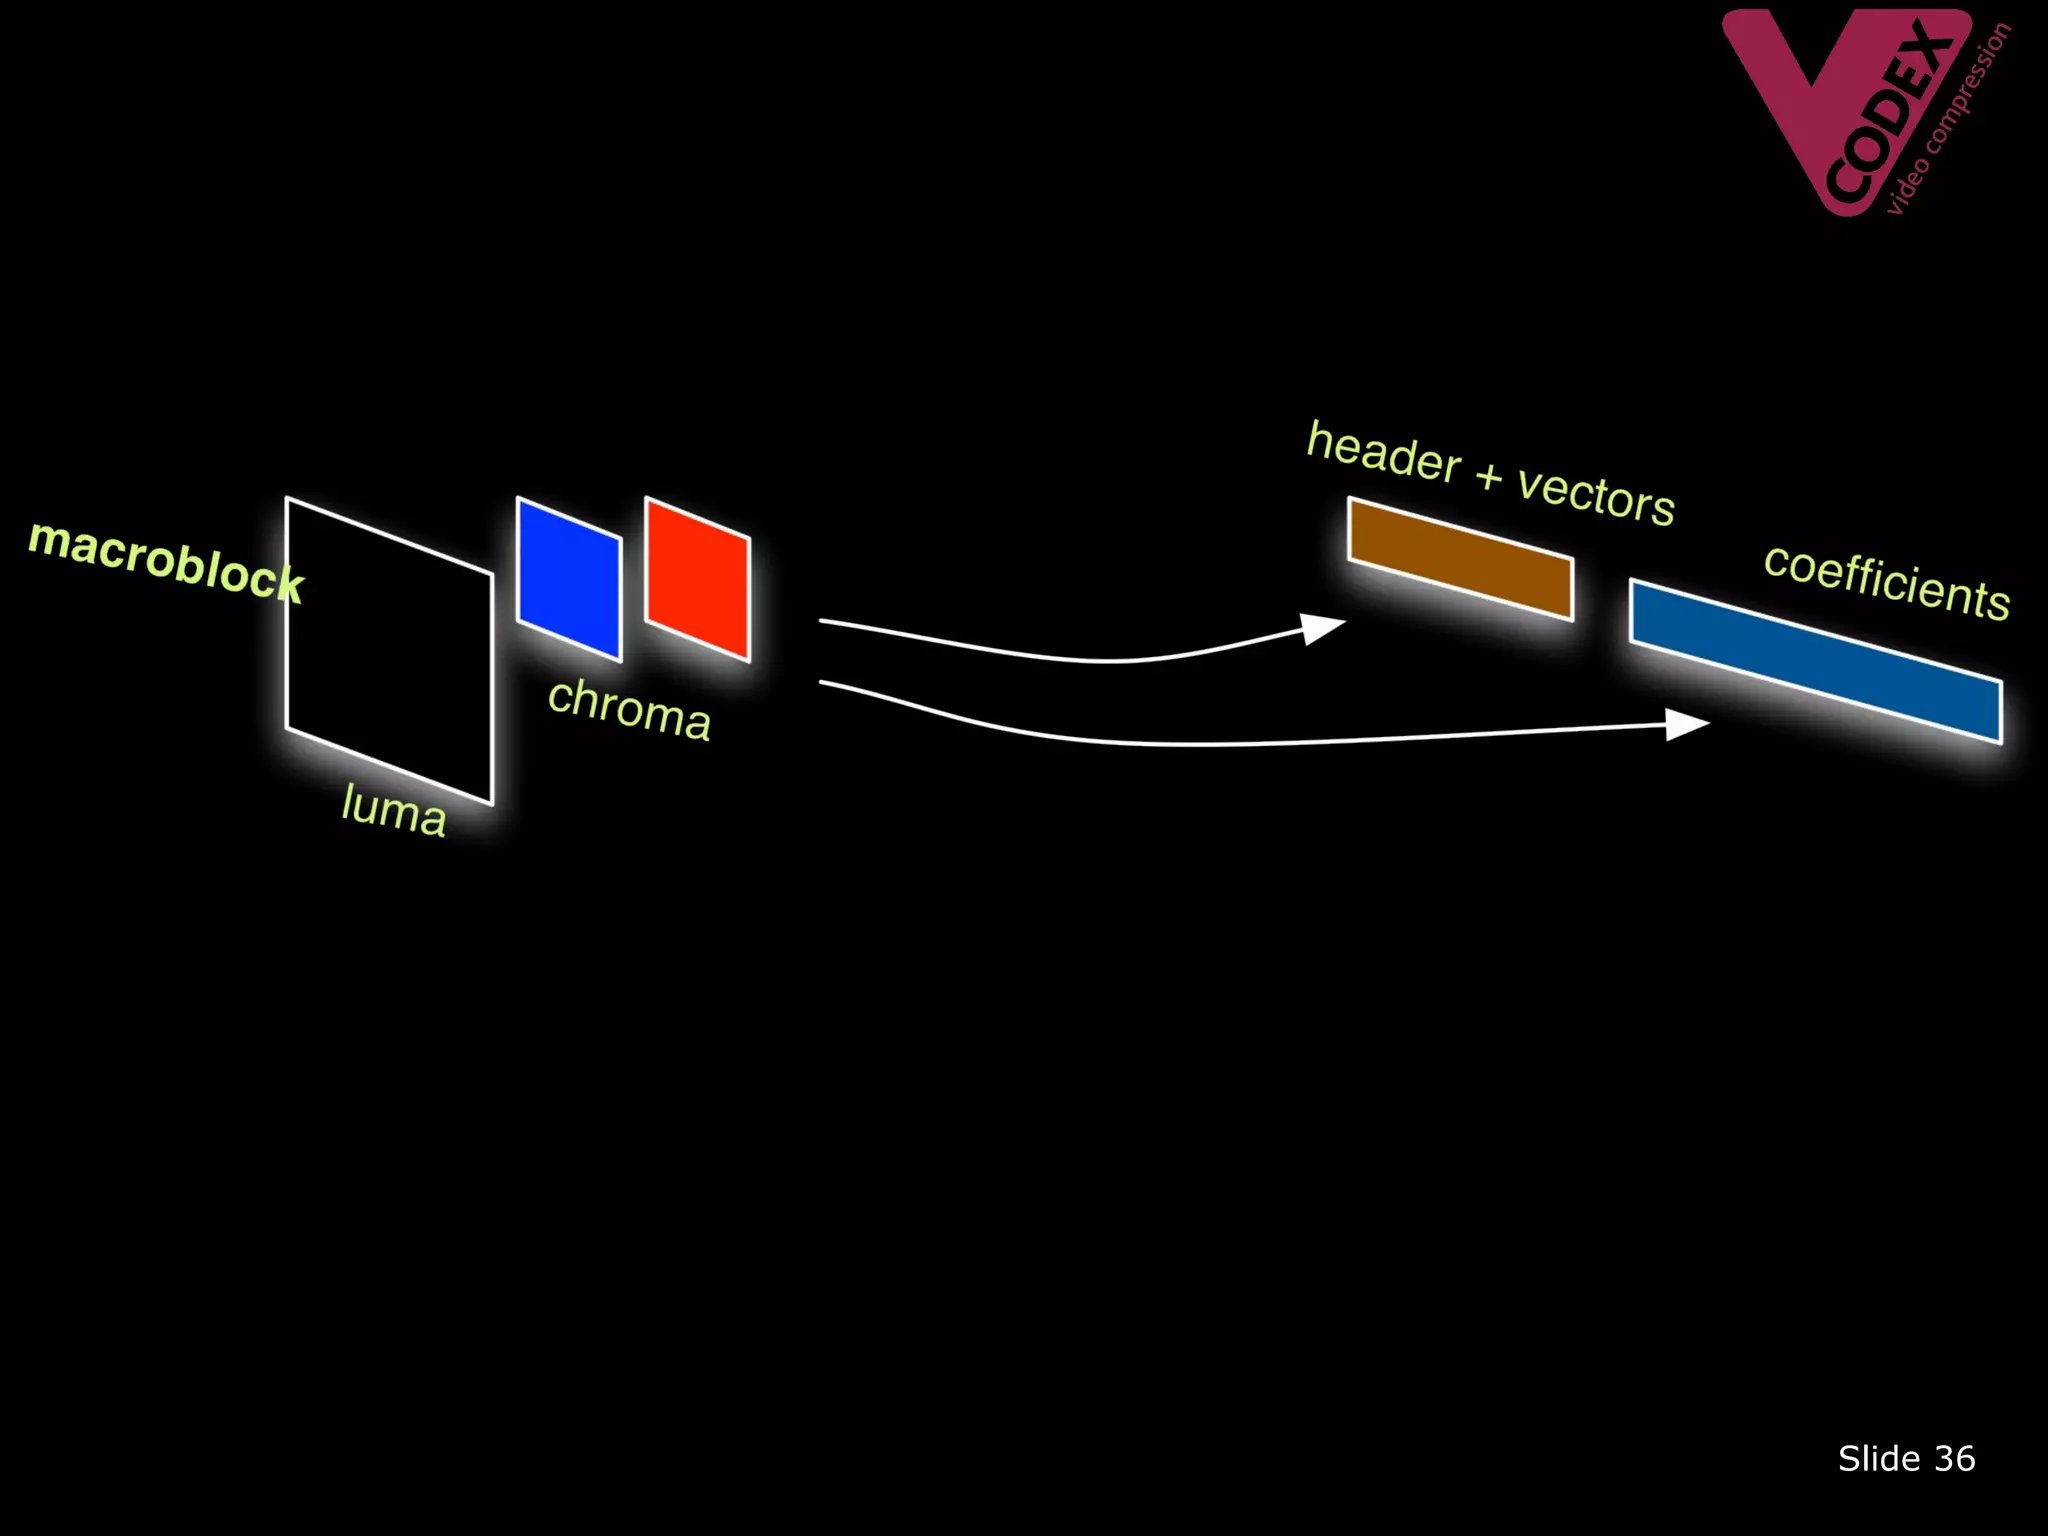 CODEX
video compression
header + vectors
coefficients
macroblock
chroma
luma
Slide 36